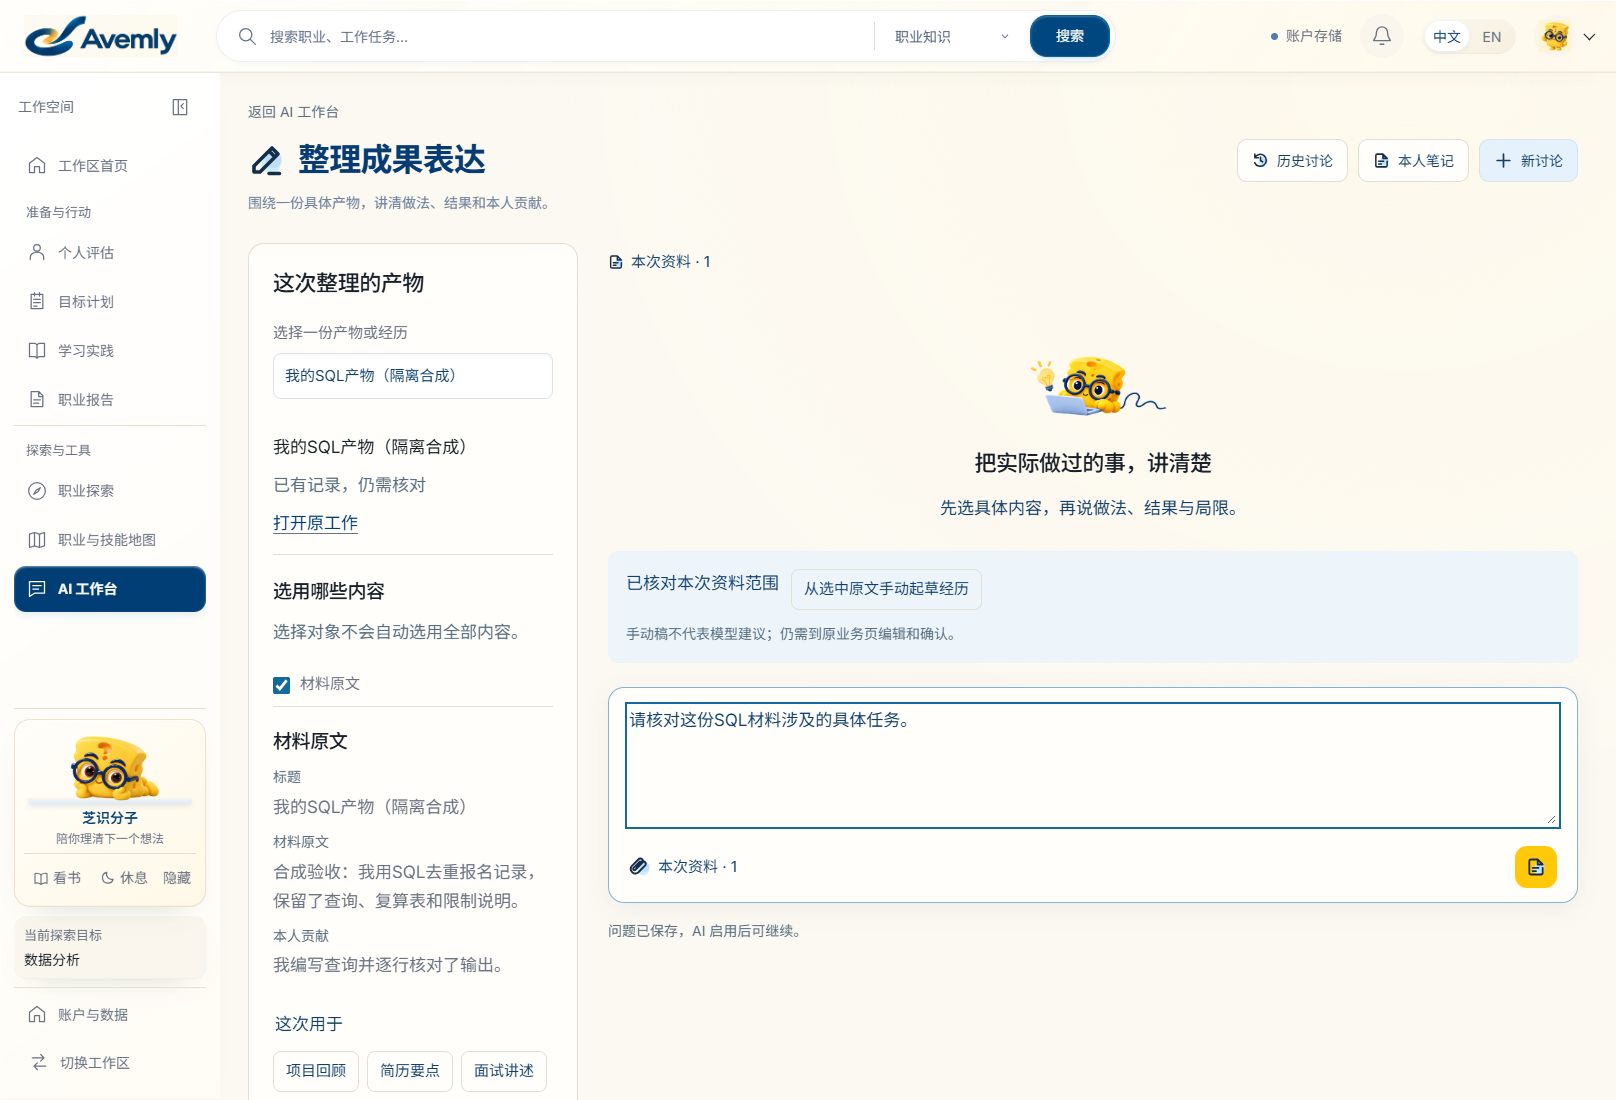 Avemly
搜索职业、工作任务...
职业知识
搜索
账户存储
中文
EN
工作空间
工作区首页
准备与行动
个人评估
目标计划
学习实践
职业报告
探索与工具
职业探索
职业与技能地图
AI 工作台
芝识分子
陪你理清下一个想法
看书
休息
隐藏
当前探索目标
数据分析
账户与数据
切换工作区
返回 AI 工作台
整理成果表达
围绕一份具体产物，讲清做法、结果和本人贡献。
历史讨论
本人笔记
新讨论
这次整理的产物
选择一份产物或经历
我的SQL产物（隔离合成）
我的SQL产物（隔离合成）
已有记录，仍需核对
打开原工作
选用哪些内容
选择对象不会自动选用全部内容。
材料原文
材料原文
标题
我的SQL产物（隔离合成）
材料原文
合成验收：我用SQL去重报名记录，
保留了查询、复算表和限制说明。
本人贡献
我编写查询并逐行核对了输出。
这次用于
项目回顾
简历要点
面试讲述
本次资料 · 1
把实际做过的事，讲清楚
先选具体内容，再说做法、结果与局限。
已核对本次资料范围
从选中原文手动起草经历
手动稿不代表模型建议；仍需到原业务页编辑和确认。
请核对这份SQL材料涉及的具体任务。
本次资料 · 1
问题已保存，AI 启用后可继续。